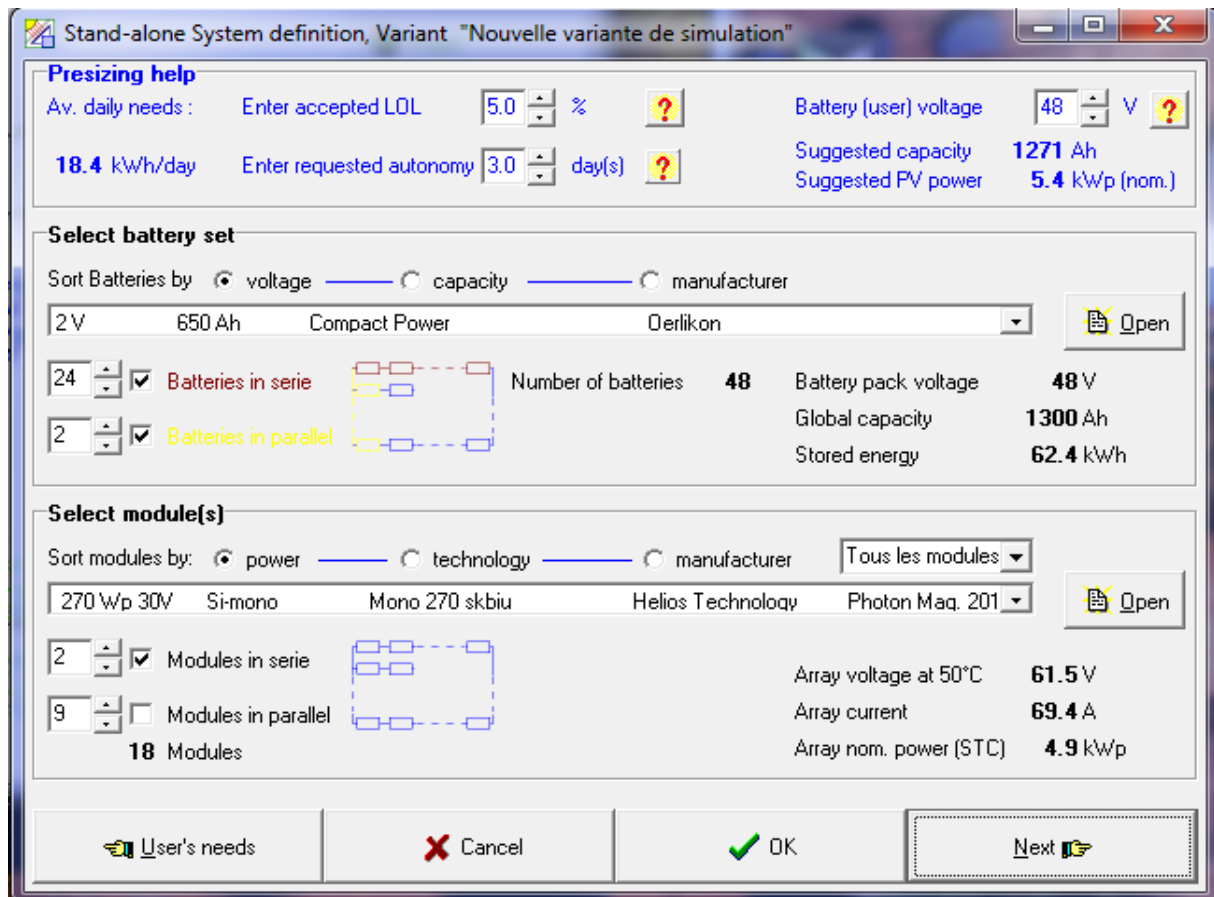 Stand-alone System definition, Variant "Nouvelle variante de simulation"
Presizing help
Av. daily needs : Enter accepted LOL 5.0 % ? Battery (user) voltage 48 V ?
18.4 kWh/day Enter requested autonomy 3.0 day(s) ? Suggested capacity 1271 Ah
Suggested PV power 5.4 kWp (nom.)
Select battery set
Sort Batteries by voltage capacity manufacturer
2 V 650 Ah Compact Power Oerlikon Open
24 Batteries in serie Number of batteries 48 Battery pack voltage 48 V
Global capacity 1300 Ah
2 Batteries in parallel
Stored energy 62.4 kWh
Select module(s)
Sort modules by: power technology manufacturer Tous les modules
270 Wp 30V Si-mono Mono 270 skbiu Helios Technology Photon Mag. 201 Open
2 Modules in serie
Array voltage at 50°C 61.5 V
9 Modules in parallel Array current 69.4 A
18 Modules Array nom. power (STC) 4.9 kWp
User's needs Cancel OK Next